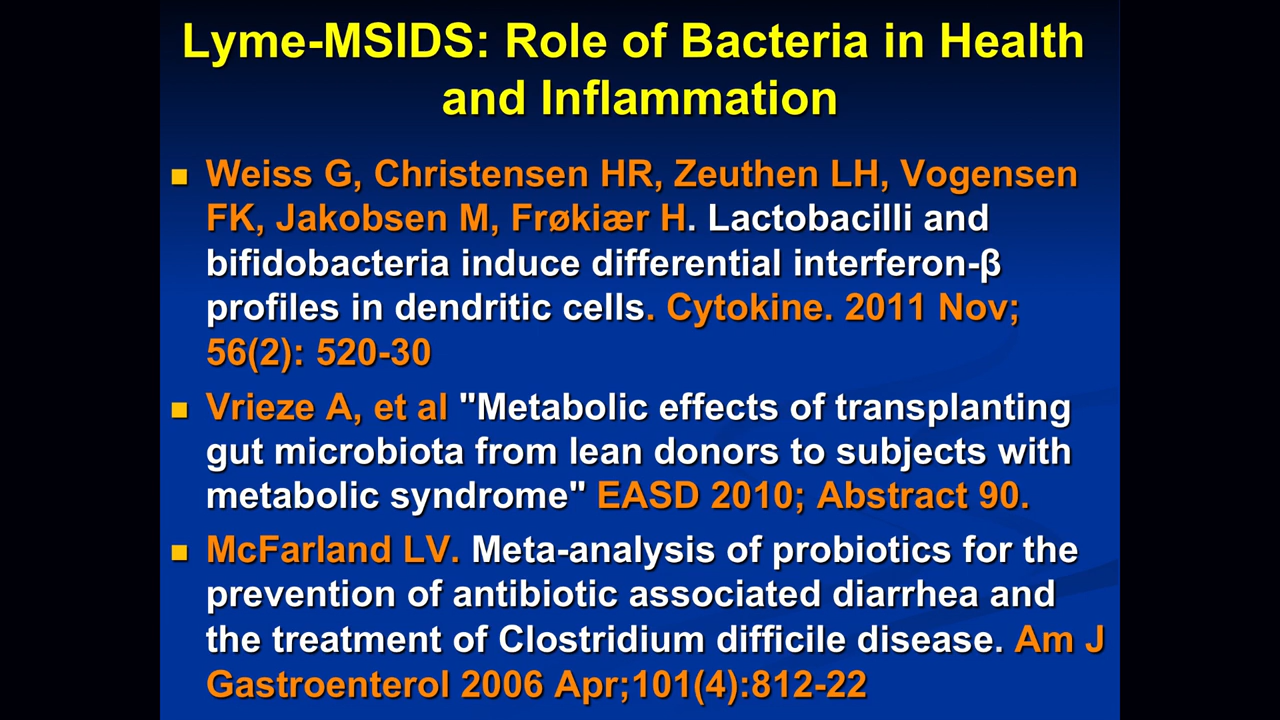 Lyme-MSIDS: Role of Bacteria in Health
and Inflammation
Weiss G, Christensen HR, Zeuthen LH, Vogensen
FK, Jakobsen M, Frøkiær H. Lactobacilli and
bifidobacteria induce differential interferon-β
profiles in dendritic cells. Cytokine. 2011 Nov;
56(2): 520-30
Vrieze A, et al "Metabolic effects of transplanting
gut microbiota from lean donors to subjects with
metabolic syndrome" EASD 2010; Abstract 90.
McFarland LV. Meta-analysis of probiotics for the
prevention of antibiotic associated diarrhea and
the treatment of Clostridium difficile disease. Am J
Gastroenterol 2006 Apr;101(4):812-22